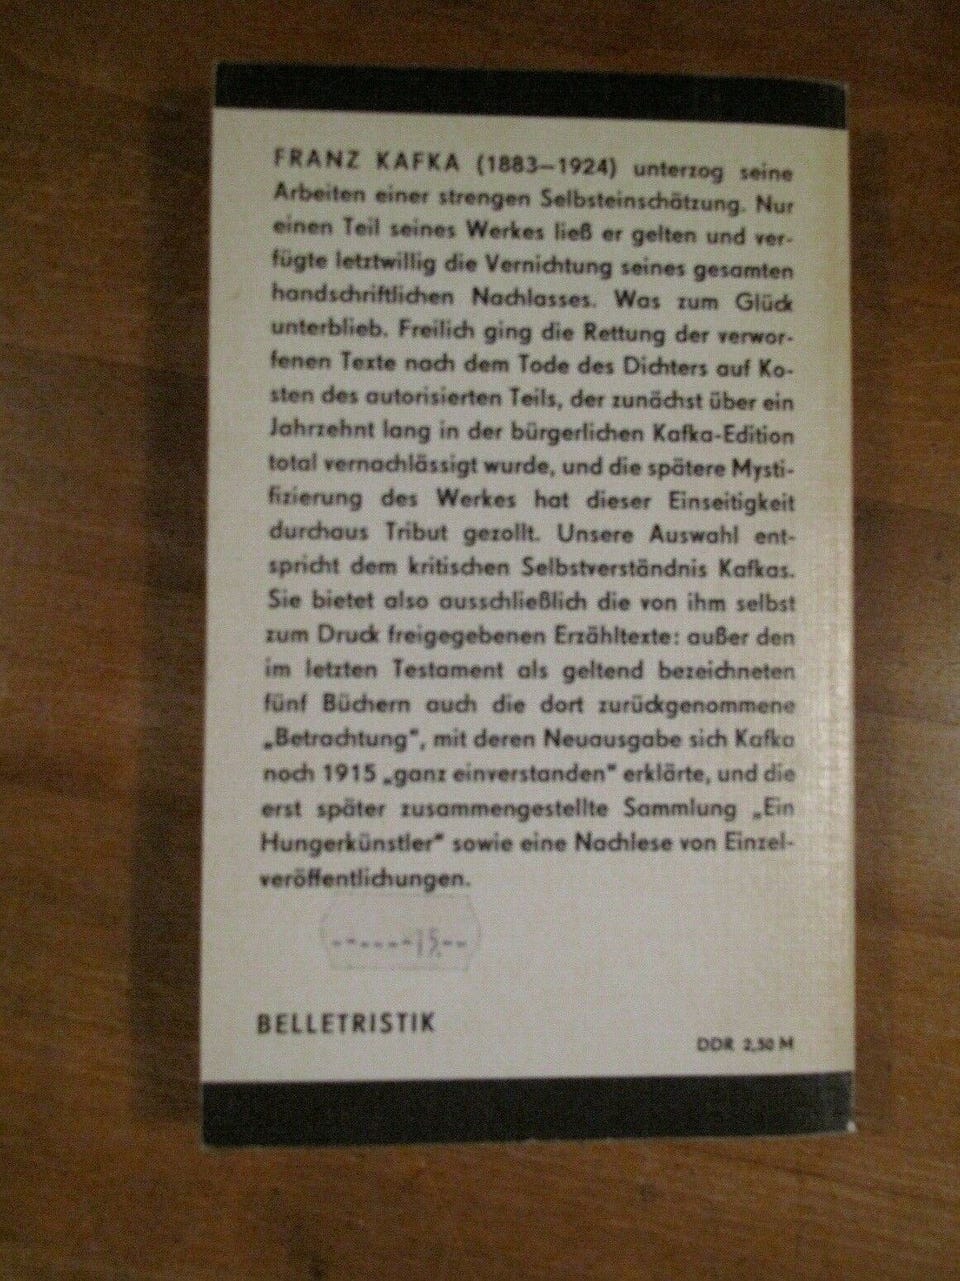 FRANZ KAFKA (1883–1924) unterzog seine
Arbeiten einer strengen Selbsteinschätzung. Nur
einen Teil seines Werkes ließ er gelten und ver-
fügte letztwillig die Vernichtung seines gesamten
handschriftlichen Nachlasses. Was zum Glück
unterblieb. Freilich ging die Rettung der verwor-
fenen Texte nach dem Tode des Dichters auf Ko-
sten des autorisierten Teils, der zunächst über ein
Jahrzehnt lang in der bürgerlichen Kafka-Edition
total vernachlässigt wurde, und die spätere Mysti-
fizierung des Werkes hat dieser Einseitigkeit
durchaus Tribut gezollt. Unsere Auswahl ent-
spricht dem kritischen Selbstverständnis Kafkas.
Sie bietet also ausschließlich die von ihm selbst
zum Druck freigegebenen Erzähltexte: außer den
im letzten Testament als geltend bezeichneten
fünf Büchern auch die dort zurückgenommene
„Betrachtung“, mit deren Neuausgabe sich Kafka
noch 1915 „ganz einverstanden“ erklärte, und die
erst später zusammengestellte Sammlung „Ein
Hungerkünstler“ sowie eine Nachlese von Einzel-
veröffentlichungen.
------15.--
BELLETRISTIK
DDR 2,50 M